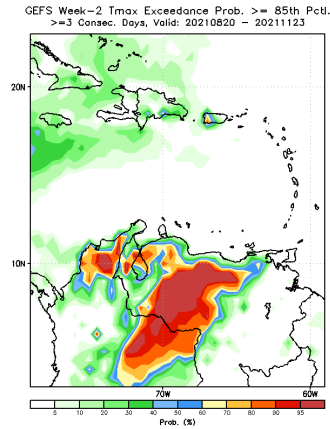 GEFS Week-2 Tmax Exceedance Prob. >= 85th Pctl.
>=3 Consec. Days, Valid: 20210820 - 20211123
20N
10N
70W
60W
5 10 20 30 40 60 70 80 90 95
Prob. (%)